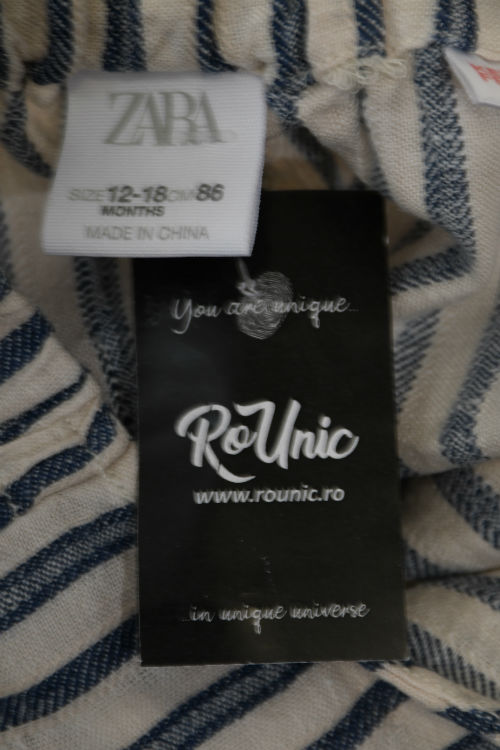 ZARA
SIZE 12-18 CM 86
MONTHS
MADE IN CHINA
You are unique...
RoUnic
www.rounic.ro
...in unique universe